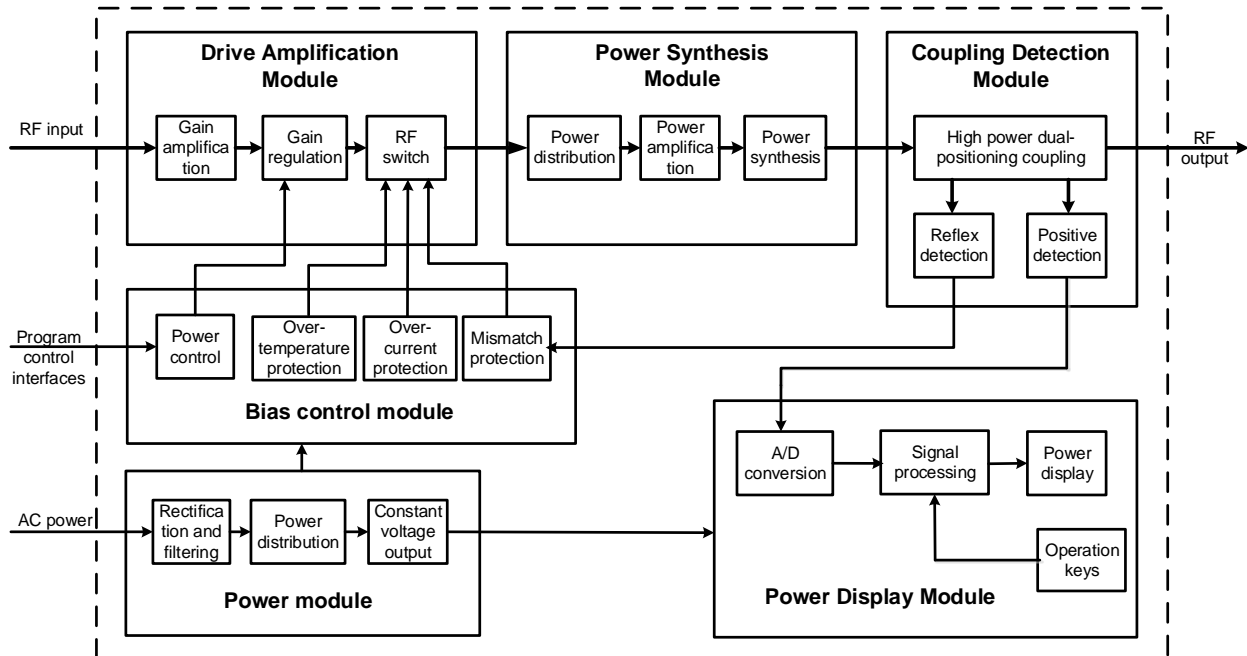 Drive Amplification
Module
Power Synthesis
Module
Coupling Detection
Module
RF input
Gain
amplifica
tion
Gain
regulation
RF
switch
Power
distribution
Power
amplifica
tion
Power
synthesis
High power dual-
positioning coupling
RF
output
Reflex
detection
Positive
detection
Program
control
interfaces
Power
control
Over-
temperature
protection
Over-
current
protection
Mismatch
protection
Bias control module
A/D
conversion
Signal
processing
Power
display
AC power
Rectifica
tion and
filtering
Power
distribution
Constant
voltage
output
Operation
keys
Power module
Power Display Module